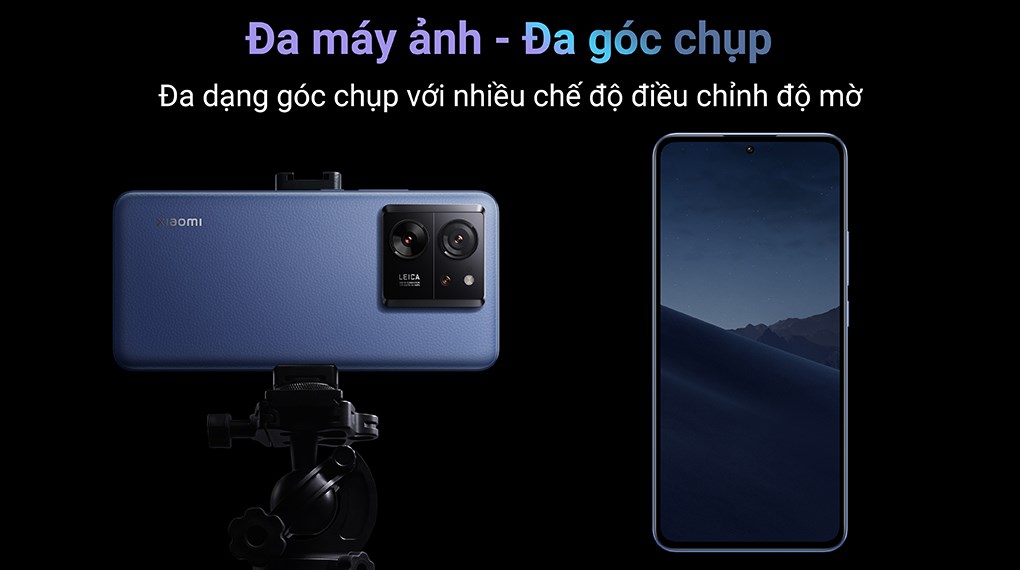 Đa máy ảnh - Đa góc chụp
Đa dạng góc chụp với nhiều chế độ điều chỉnh độ mờ
xiaomi
LEICA